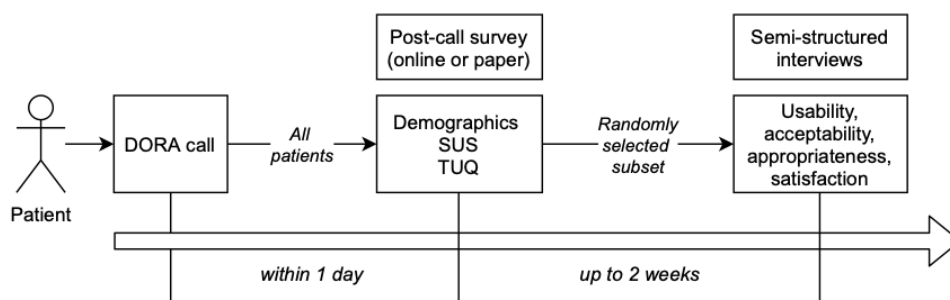 Post-call survey
(online or paper)
Semi-structured
interviews
Patient
DORA call
All
patients
Demographics
SUS
TUQ
Randomly
selected
subset
Usability,
acceptability,
appropriateness,
satisfaction
within 1 day
up to 2 weeks